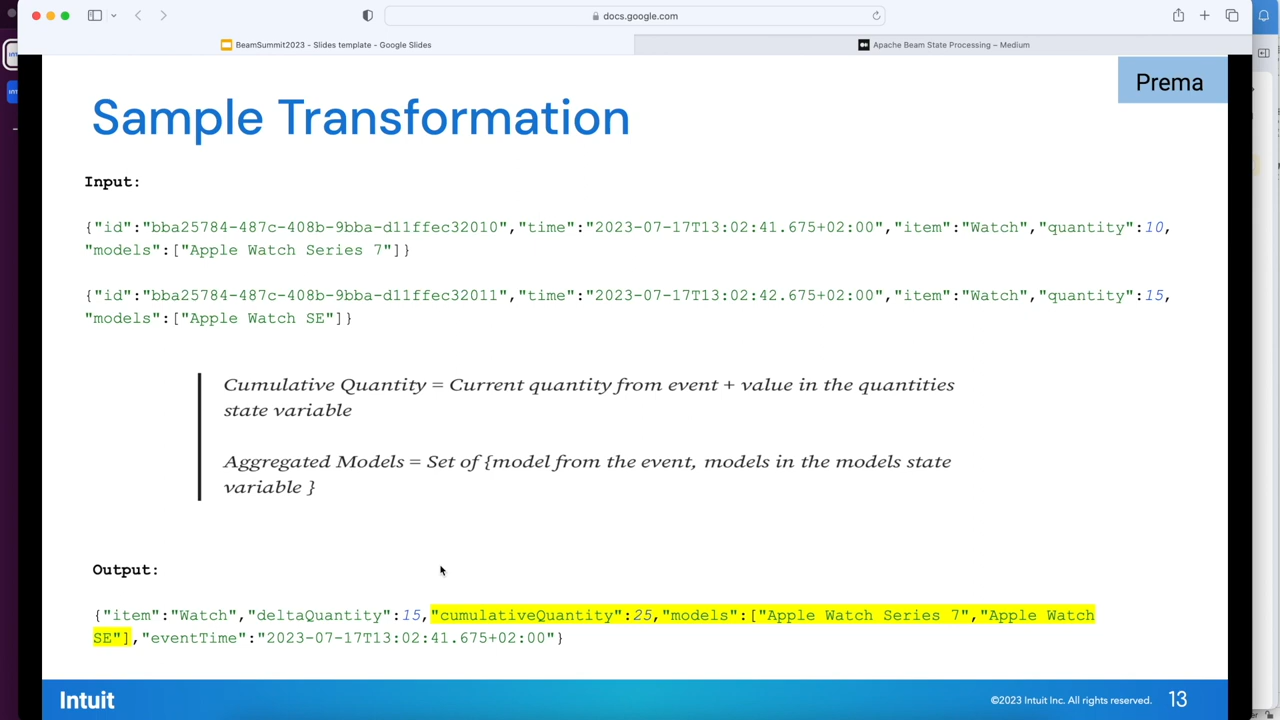 docs.google.com
BeamSummit2023 - Slides template - Google Slides
Apache Beam State Processing – Medium
Prema
Sample Transformation
Input:
{"id":"bba25784-487c-408b-9bba-d11ffec32010","time":"2023-07-17T13:02:41.675+02:00","item":"Watch","quantity":10,
"models":["Apple Watch Series 7"]}
{"id":"bba25784-487c-408b-9bba-d11ffec32011","time":"2023-07-17T13:02:42.675+02:00","item":"Watch","quantity":15,
"models":["Apple Watch SE"]}
Cumulative Quantity = Current quantity from event + value in the quantities
state variable
Aggregated Models = Set of {model from the event, models in the models state
variable }
Output:
{"item":"Watch","deltaQuantity":15,"cumulativeQuantity":25,"models":["Apple Watch Series 7","Apple Watch
SE"],"eventTime":"2023-07-17T13:02:41.675+02:00"}
Intuit
©2023 Intuit Inc. All rights reserved.
13